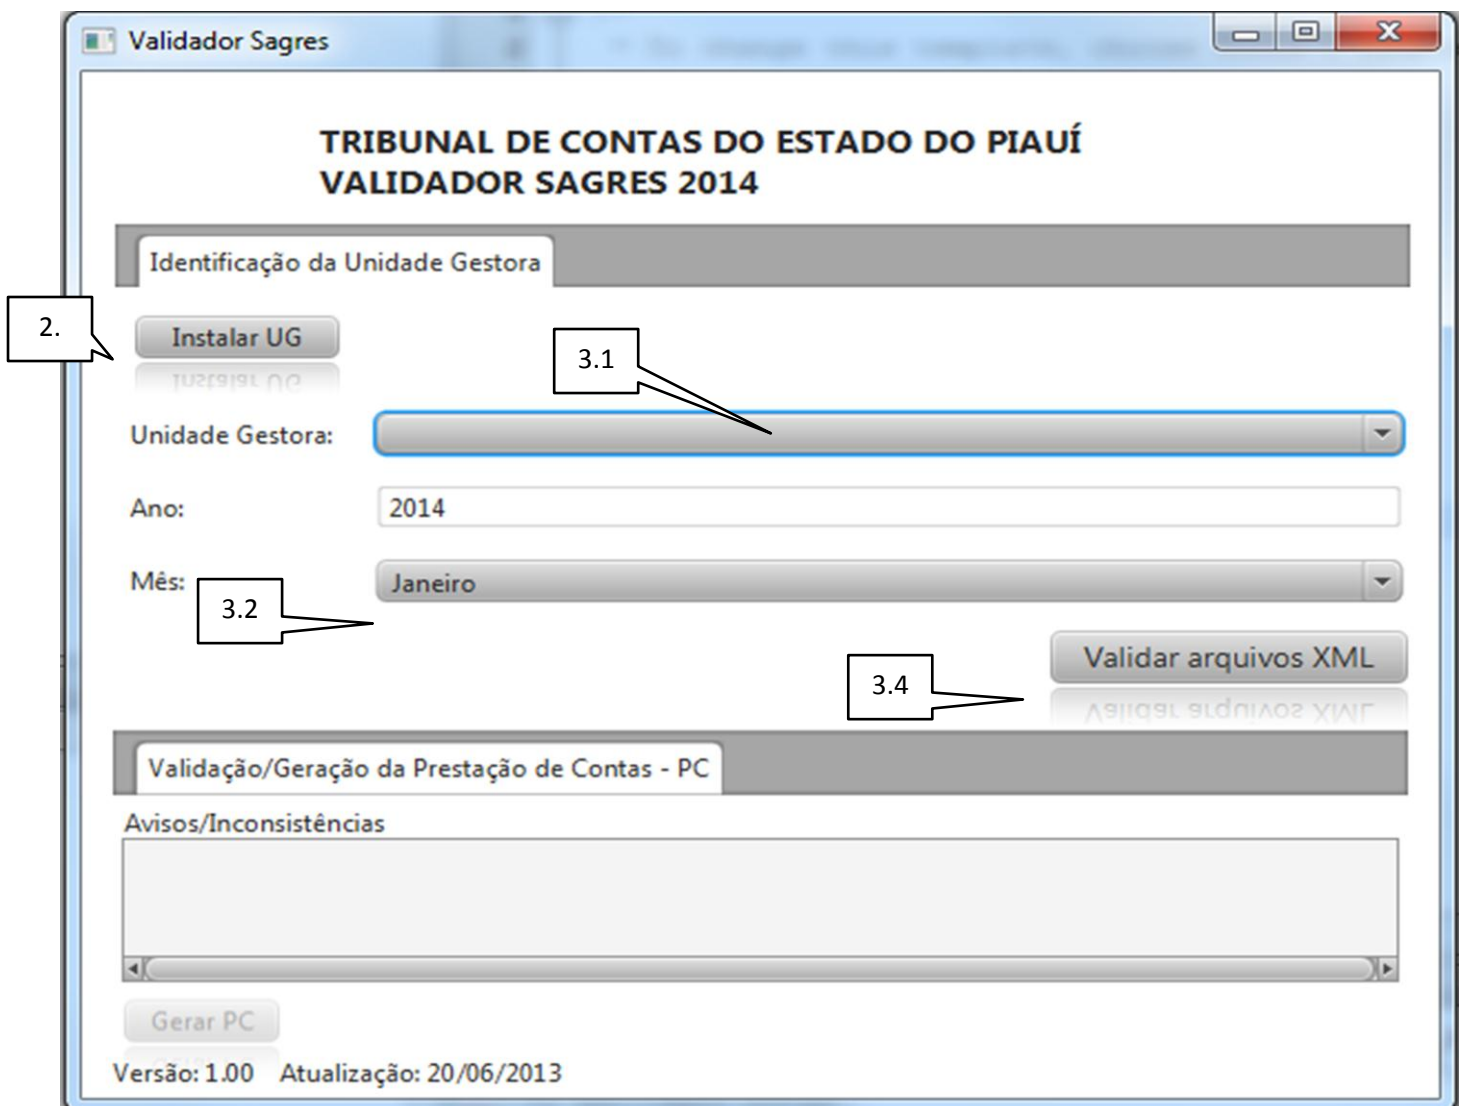 Validador Sagres
TRIBUNAL DE CONTAS DO ESTADO DO PIAUÍ
VALIDADOR SAGRES 2014
Identificação da Unidade Gestora
2.
Instalar UG
3.1
Unidade Gestora:
Ano:
2014
Mês:
Janeiro
3.2
Validar arquivos XML
3.4
Validação/Geração da Prestação de Contas - PC
Avisos/Inconsistências
Gerar PC
Versão: 1.00 Atualização: 20/06/2013